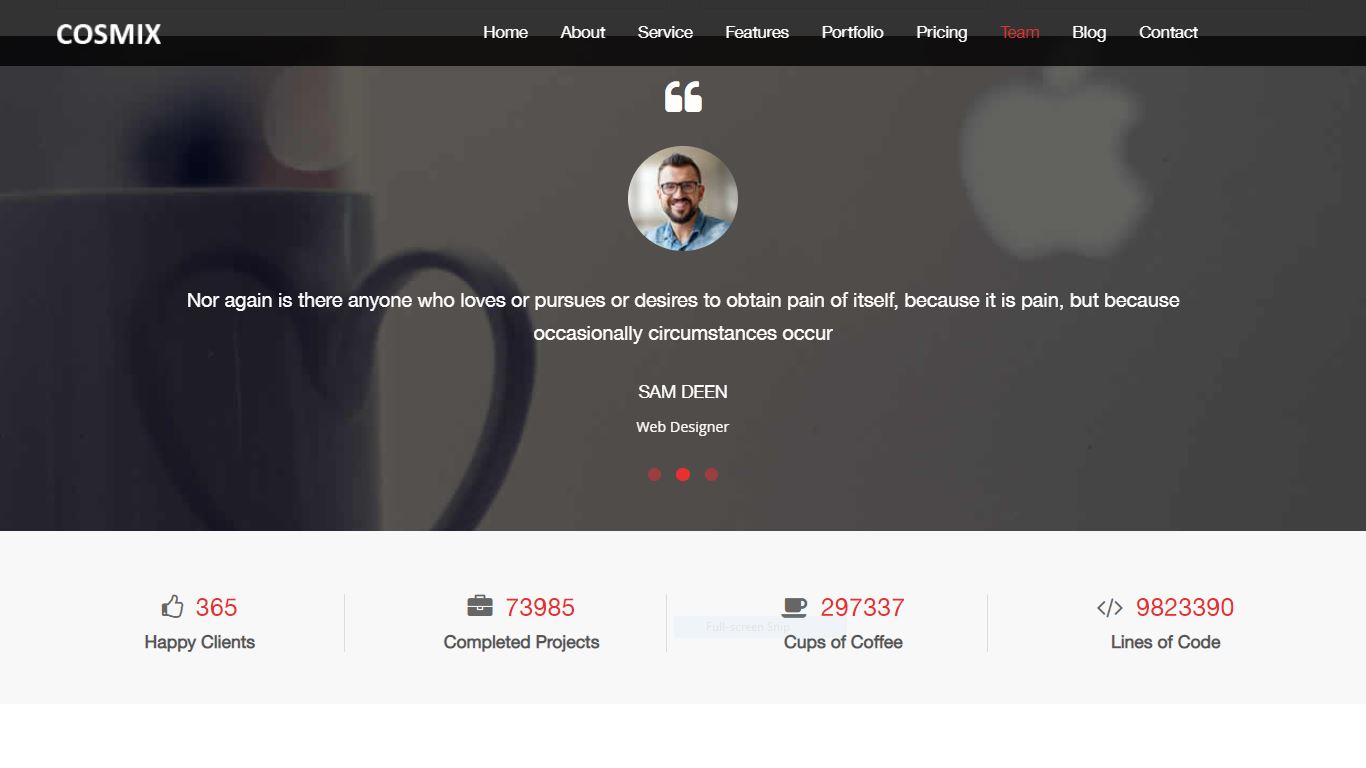 COSMIX
Home About Service Features Portfolio Pricing Team Blog Contact
Nor again is there anyone who loves or pursues or desires to obtain pain of itself, because it is pain, but because
occasionally circumstances occur
SAM DEEN
Web Designer
365 73985 297337 9823390
Full-screen Snip
Happy Clients Completed Projects Cups of Coffee Lines of Code